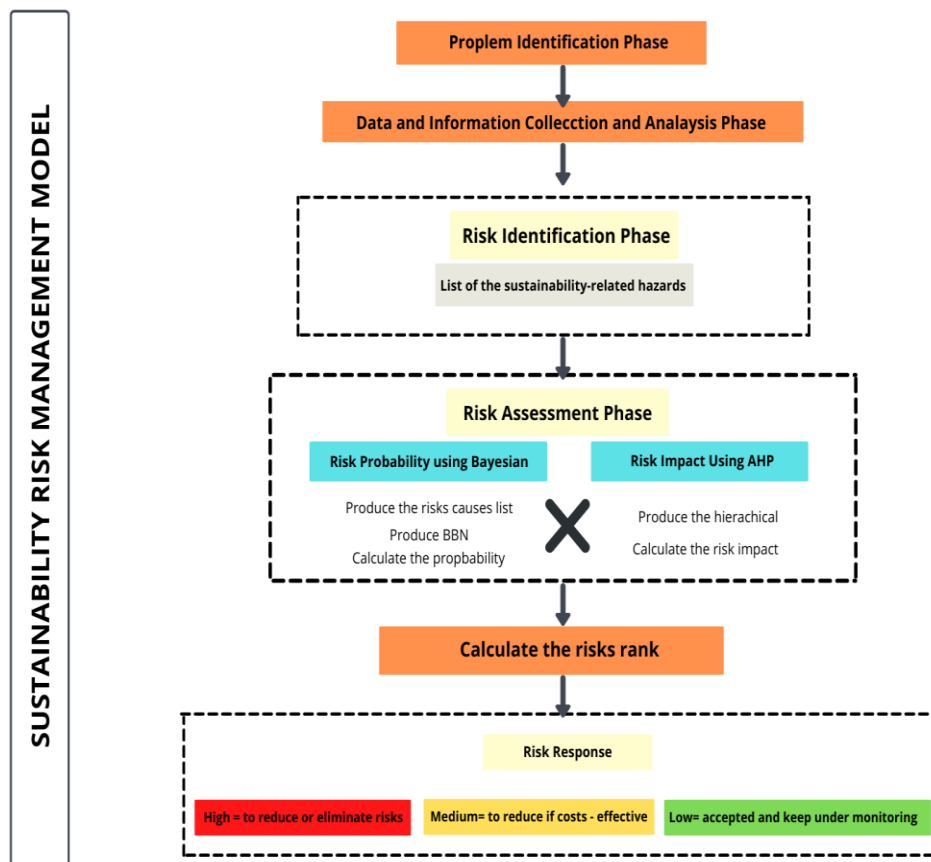 SUSTAINABILITY RISK MANAGEMENT MODEL
Proplem Identification Phase
Data and Information Collecction and Analaysis Phase
Risk Identification Phase
List of the sustainability-related hazards
Risk Assessment Phase
Risk Probability using Bayesian
Risk Impact Using AHP
Produce the risks causes list
Produce BBN
Calculate the propbability
Produce the hierachical
Calculate the risk impact
Calculate the risks rank
Risk Response
High = to reduce or eliminate risks
Medium= to reduce if costs - effective
Low= accepted and keep under monitoring